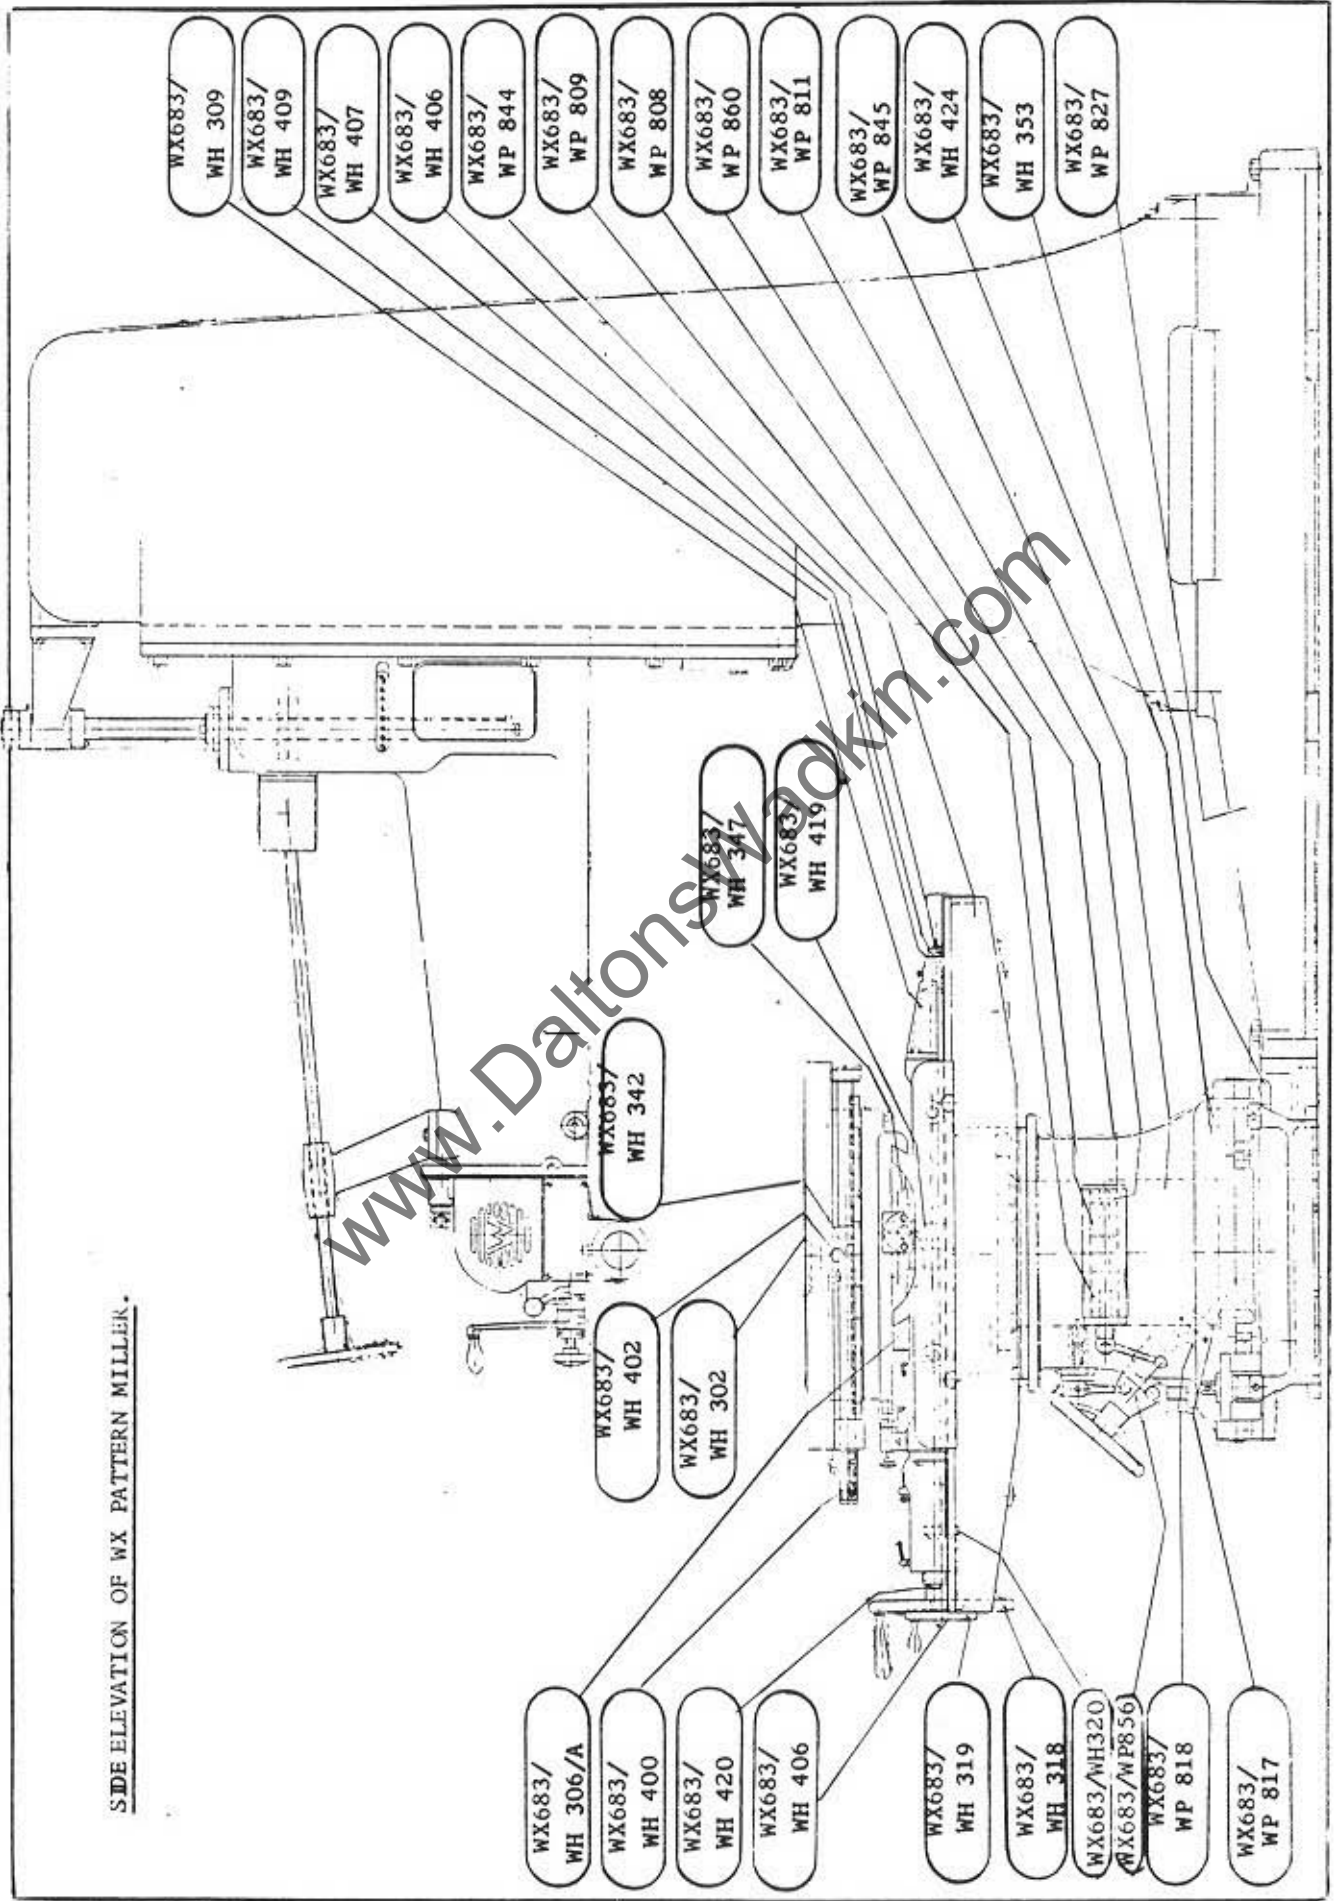 SIDE ELEVATION OF WX PATTERN MILLER.
WX683/
WH 309
WX683/
WH 409
WX683/
WH 407
WX683/
WH 406
WX683/
WP 844
WX683/
WP 809
WX683/
WP 808
WX683/
WP 860
WX683/
WP 811
WX683/
WP 845
WX683/
WH 424
WX683/
WH 353
WX683/
WP 827
WX683/
WH 347
WX683/
WH 419
WX683/
WH 342
WX683/
WH 402
WX683/
WH 302
WX683/
WH 306/A
WX683/
WH 400
WX683/
WH 420
WX683/
WH 406
WX683/
WH 319
WX683/
WH 318
WX683/WH320
WX683/WP856
WX683/
WP 818
WX683/
WP 817
W
www.DaltonsWadkin.com